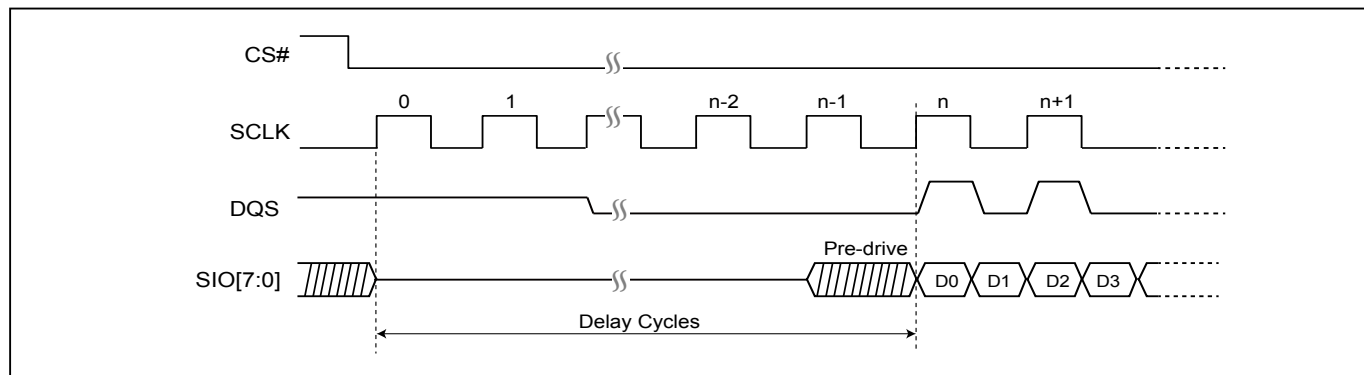 CS#
0 1 n-2 n-1 n n+1
SCLK
DQS
Pre-drive
SIO[7:0] D0 D1 D2 D3
Delay Cycles